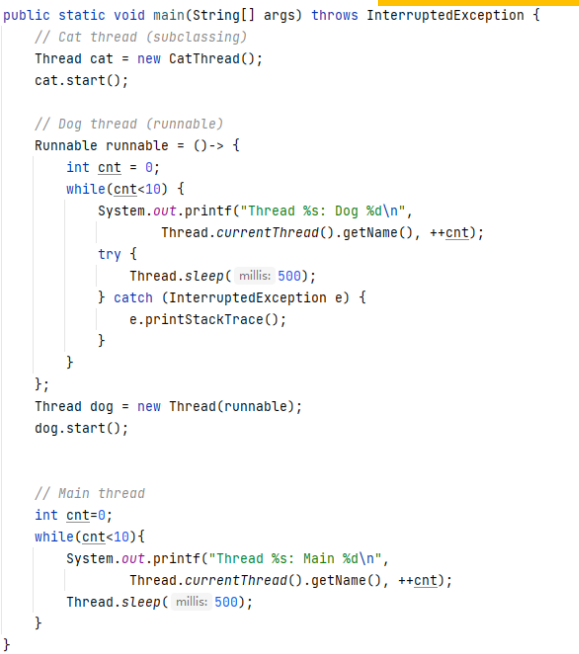 public static void main(String[] args) throws InterruptedException {
    // Cat thread (subclassing)
    Thread cat = new CatThread();
    cat.start();

    // Dog thread (runnable)
    Runnable runnable = ()-> {
        int cnt = 0;
        while(cnt<10) {
            System.out.printf("Thread %s: Dog %d\n",
                    Thread.currentThread().getName(), ++cnt);
            try {
                Thread.sleep( millis: 500);
            } catch (InterruptedException e) {
                e.printStackTrace();
            }
        }
    };
    Thread dog = new Thread(runnable);
    dog.start();


    // Main thread
    int cnt=0;
    while(cnt<10){
        System.out.printf("Thread %s: Main %d\n",
                Thread.currentThread().getName(), ++cnt);
        Thread.sleep( millis: 500);
    }
}